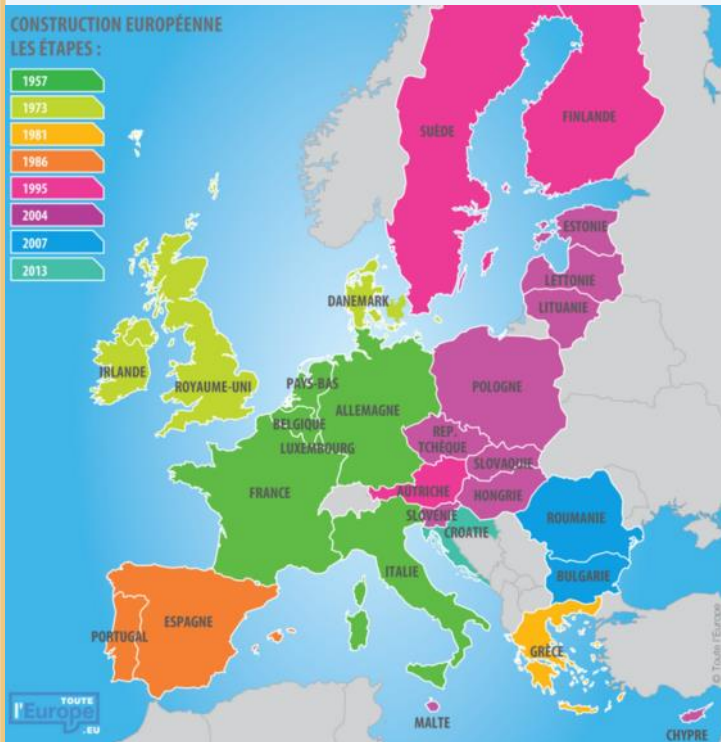 CONSTRUCTION EUROPÉENNE
LES ÉTAPES :
1957
1973
1981
1986
1995
2004
2007
2013
SUÈDE
FINLANDE
ESTONIE
LETTONIE
LITUANIE
DANEMARK
IRLANDE
ROYAUME-UNI
PAYS-BAS
BELGIQUE
LUXEMBOURG
ALLEMAGNE
POLOGNE
REP.
TCHÈQUE
SLOVAQUIE
FRANCE
AUTRICHE
HONGRIE
SLOVÉNIE
CROATIE
ROUMANIE
BULGARIE
ITALIE
PORTUGAL
ESPAGNE
GRÈCE
MALTE
CHYPRE
TOUTE
l'Europe
.EU
© Toute l'Europe